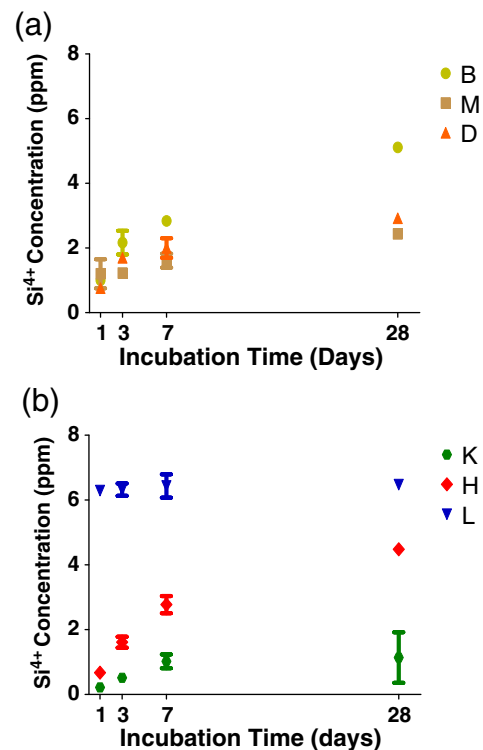 (a)
Si4+ Concentration (ppm)
8
6
4
2
0
1 3 7 28
Incubation Time (Days)
B
M
D
(b)
Si4+ Concentration (ppm)
8
6
4
2
0
1 3 7 28
Incubation Time (days)
K
H
L